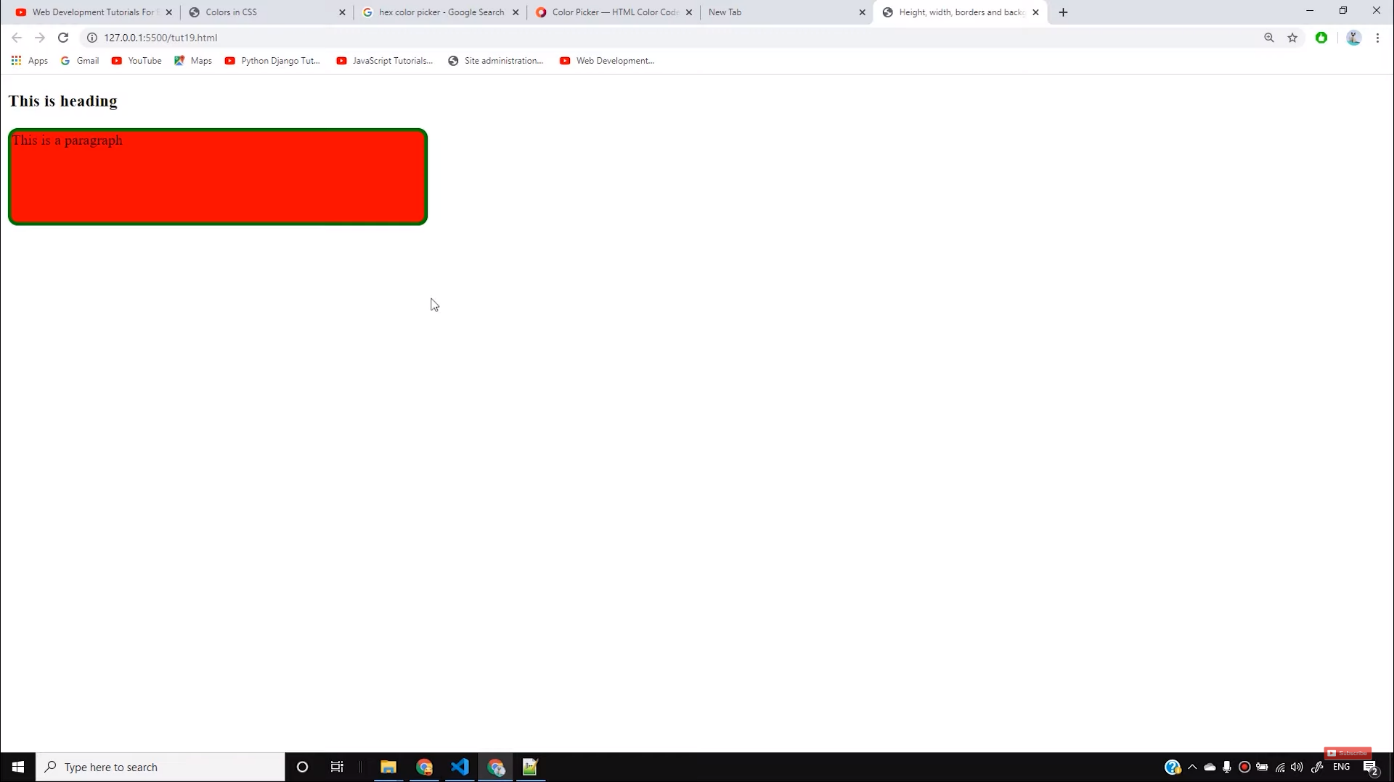 Web Development Tutorials For
Colors in CSS
hex color picker - Google Search
Color Picker — HTML Color Cod
New Tab
Height, width, borders and back
127.0.0.1:5500/tut19.html
Apps
Gmail
YouTube
Maps
Python Django Tut...
JavaScript Tutorials...
Site administration...
Web Development...
This is heading
This is a paragraph
Subscribe
Type here to search
ENG
2